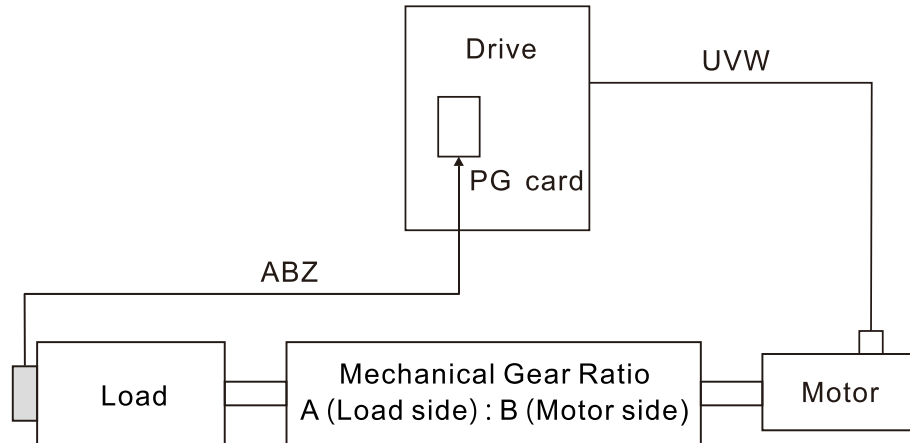 Drive
UVW
PG card
ABZ
Load
Mechanical Gear Ratio
A (Load side) : B (Motor side)
Motor